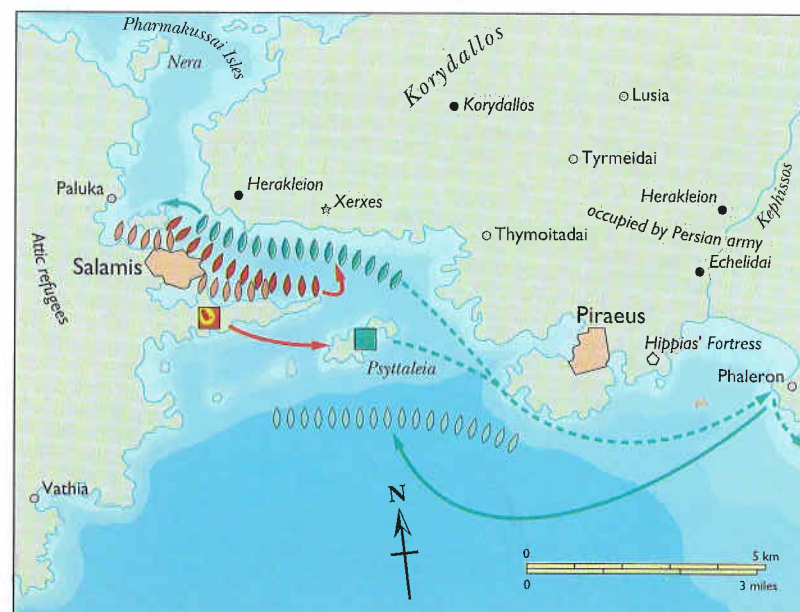 Pharmakussai Isles
Nera
Korydallos
Korydallos
Lusia
Tyrmeidai
Paluka
Herakleion
Xerxes
Herakleion
Kephissos
occupied by Persian army
Thymoitadai
Echelidai
Attic refugees
Salamis
Piraeus
Hippias' Fortress
Psyttaleia
Phaleron
Vathia
N
0 5 km
0 3 miles